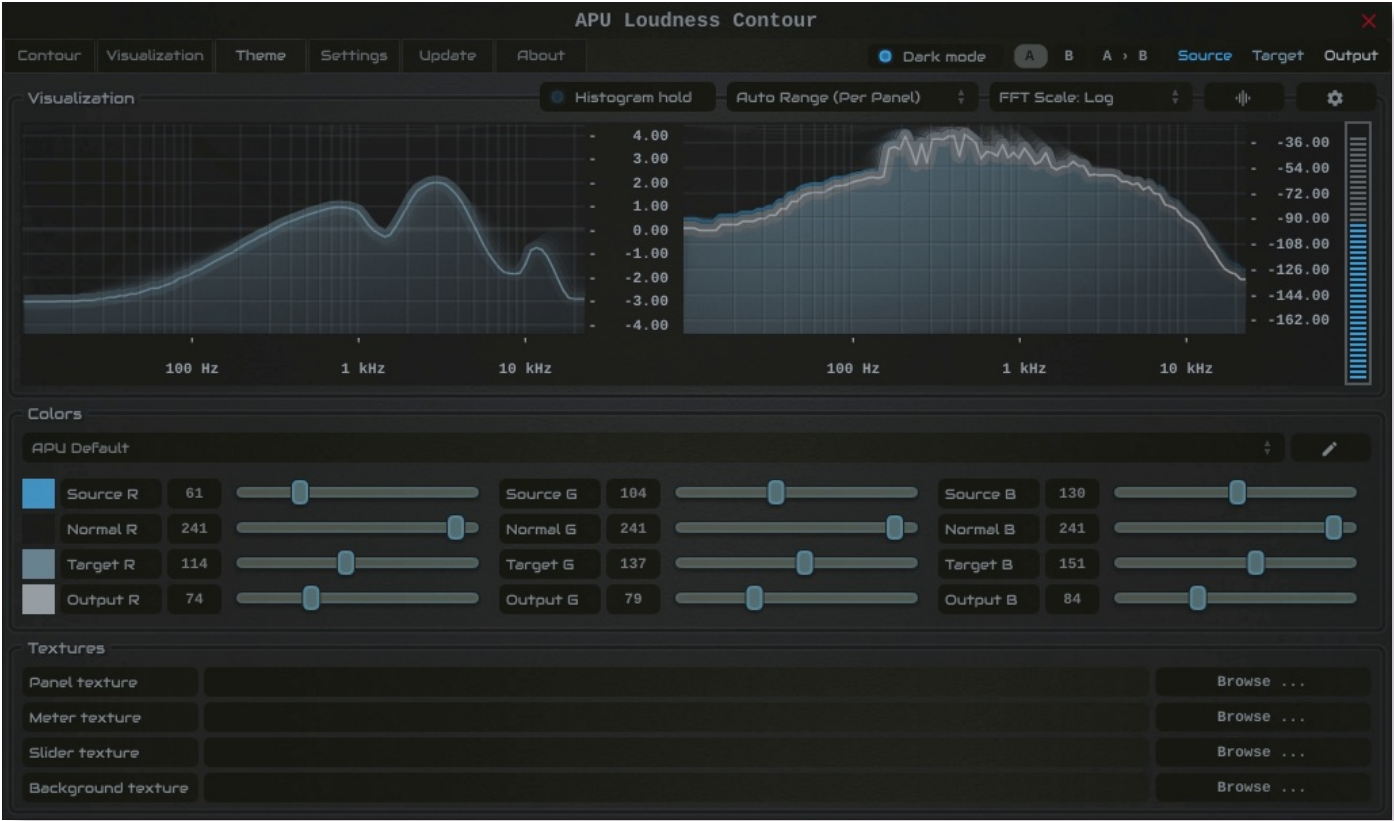 APU Loudness Contour
Contour Visualization Theme Settings Update About Dark mode A B A › B Source Target Output
Visualization Histogram hold Auto Range (Per Panel) FFT Scale: Log
- 4.00
- 3.00
- 2.00
- 1.00
- 0.00
- -1.00
- -2.00
- -3.00
- -4.00
100 Hz 1 kHz 10 kHz
- -36.00
- -54.00
- -72.00
- -90.00
- -108.00
- -126.00
- -144.00
- -162.00
100 Hz 1 kHz 10 kHz
Colors
APU Default
Source R 61 Source G 104 Source B 130
Normal R 241 Normal G 241 Normal B 241
Target R 114 Target G 137 Target B 151
Output R 74 Output G 79 Output B 84
Textures
Panel texture Browse ...
Meter texture Browse ...
Slider texture Browse ...
Background texture Browse ...